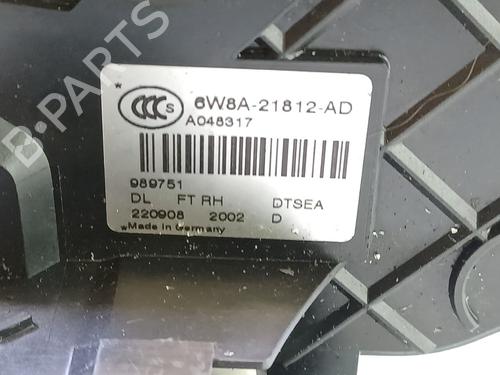 CCC S 6W8A-21812-AD
A048317
989751
DL FT RH DTSEA
220908 2002 D
*Made in Germany
B-PARTS